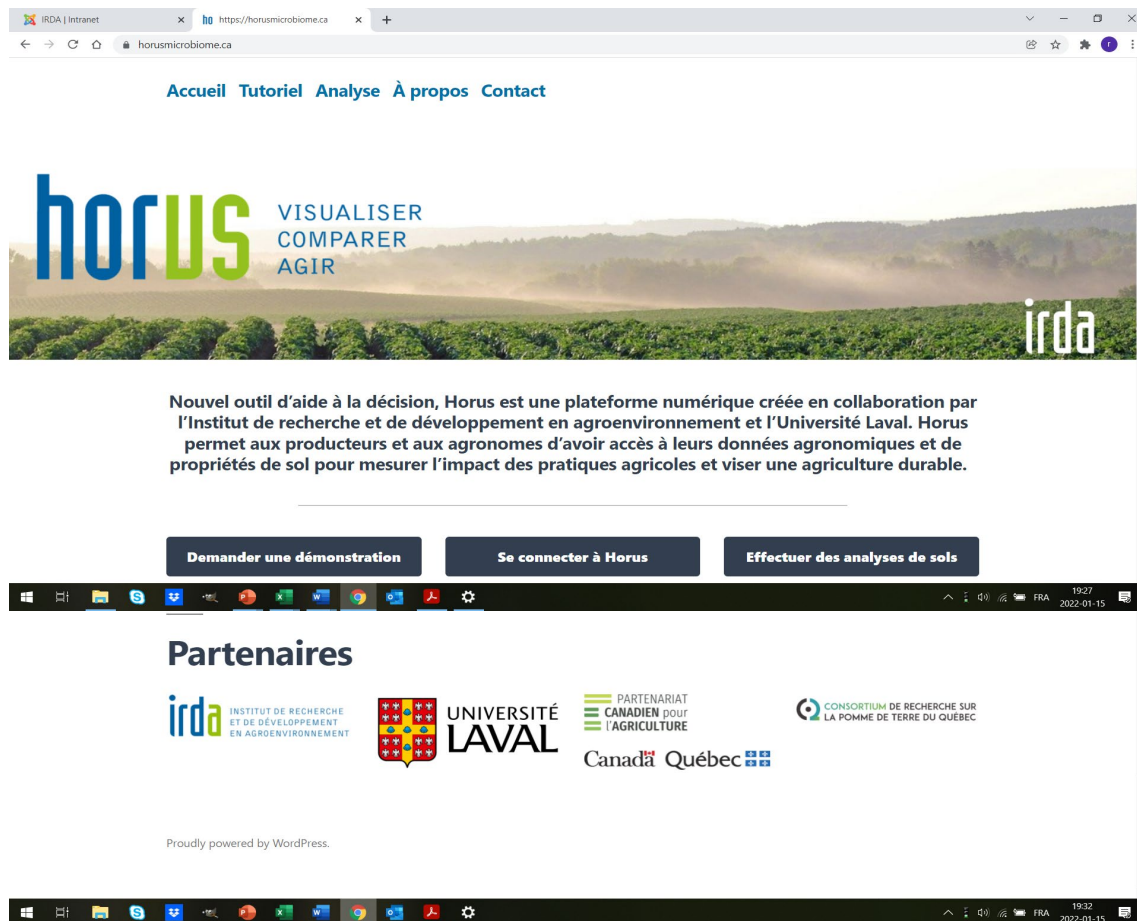 IRDA | Intranet
https://horusmicrobiome.ca
horusmicrobiome.ca
r
Accueil Tutoriel Analyse À propos Contact
horus
VISUALISER
COMPARER
AGIR
irda
Nouvel outil d’aide à la décision, Horus est une plateforme numérique créée en collaboration par
l’Institut de recherche et de développement en agroenvironnement et l’Université Laval. Horus
permet aux producteurs et aux agronomes d’avoir accès à leurs données agronomiques et de
propriétés de sol pour mesurer l’impact des pratiques agricoles et viser une agriculture durable.
Demander une démonstration
Se connecter à Horus
Effectuer des analyses de sols
FRA
19:27
2022-01-15
Partenaires
irda
INSTITUT DE RECHERCHE
ET DE DÉVELOPPEMENT
EN AGROENVIRONNEMENT
UNIVERSITÉ
LAVAL
PARTENARIAT
CANADIEN pour
l’AGRICULTURE
Canada Québec
CONSORTIUM DE RECHERCHE SUR
LA POMME DE TERRE DU QUÉBEC
Proudly powered by WordPress.
FRA
19:32
2022-01-15